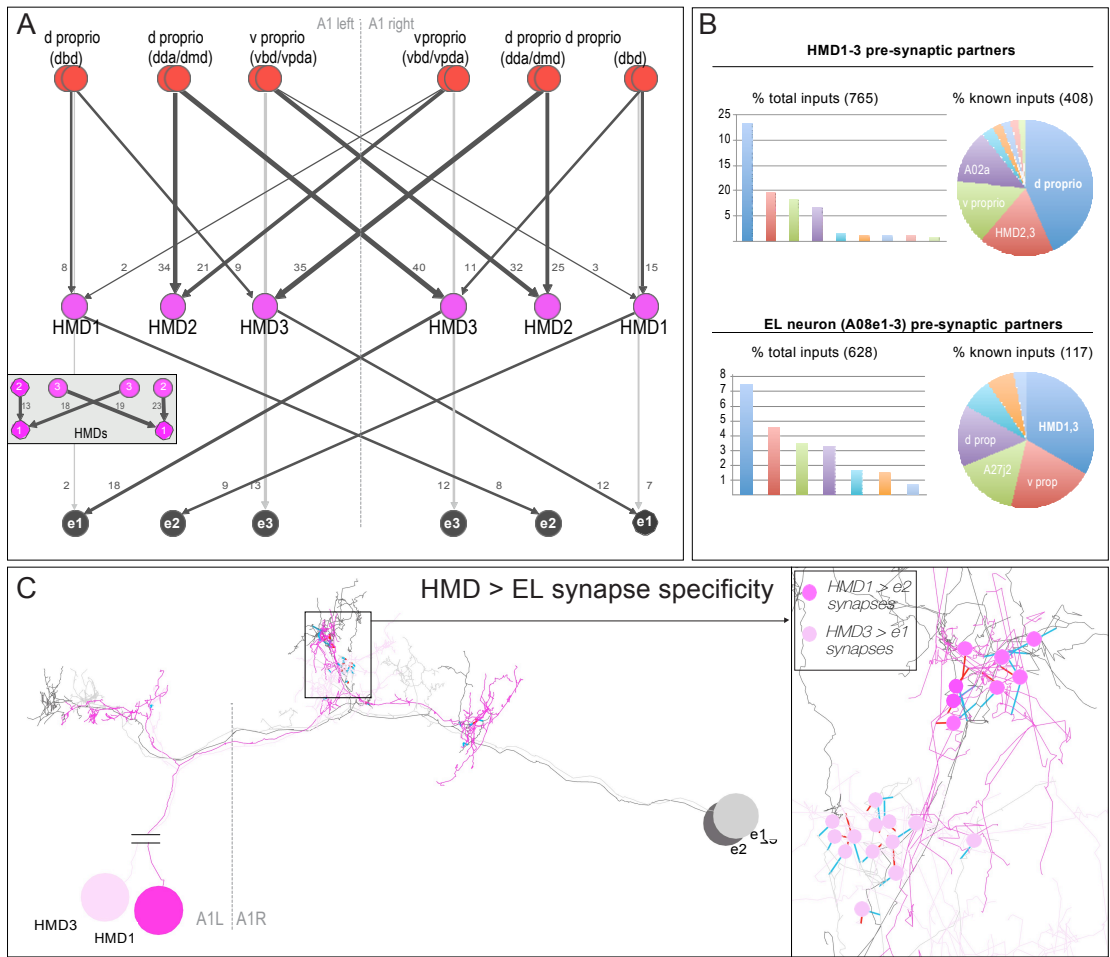 A
A1 left A1 right
d proprio
(dbd)
d proprio
(dda/dmd)
v proprio
(vbd/vpda)
vproprio
(vbd/vpda)
d proprio
(dda/dmd)
d proprio
(dbd)
8 2 34 21 9 35 40 11 32 25 3 15
HMD1 HMD2 HMD3 HMD3 HMD2 HMD1
2 3 3 2
13 18 19 23
1 1
HMDs
2 18 9 13 12 8 12 7
e1 e2 e3 e3 e2 e1
B
HMD1-3 pre-synaptic partners
% total inputs (765)
% known inputs (408)
25
10
15
20
5
d proprio
HMD2,3
v proprio
A02a
EL neuron (A08e1-3) pre-synaptic partners
% total inputs (628)
% known inputs (117)
8
7
6
5
4
3
2
1
HMD1,3
v prop
A27j2
d prop
C
HMD > EL synapse specificity
HMD1 > e2
synapses
HMD3 > e1
synapses
e1
e2
HMD3
HMD1
A1L A1R